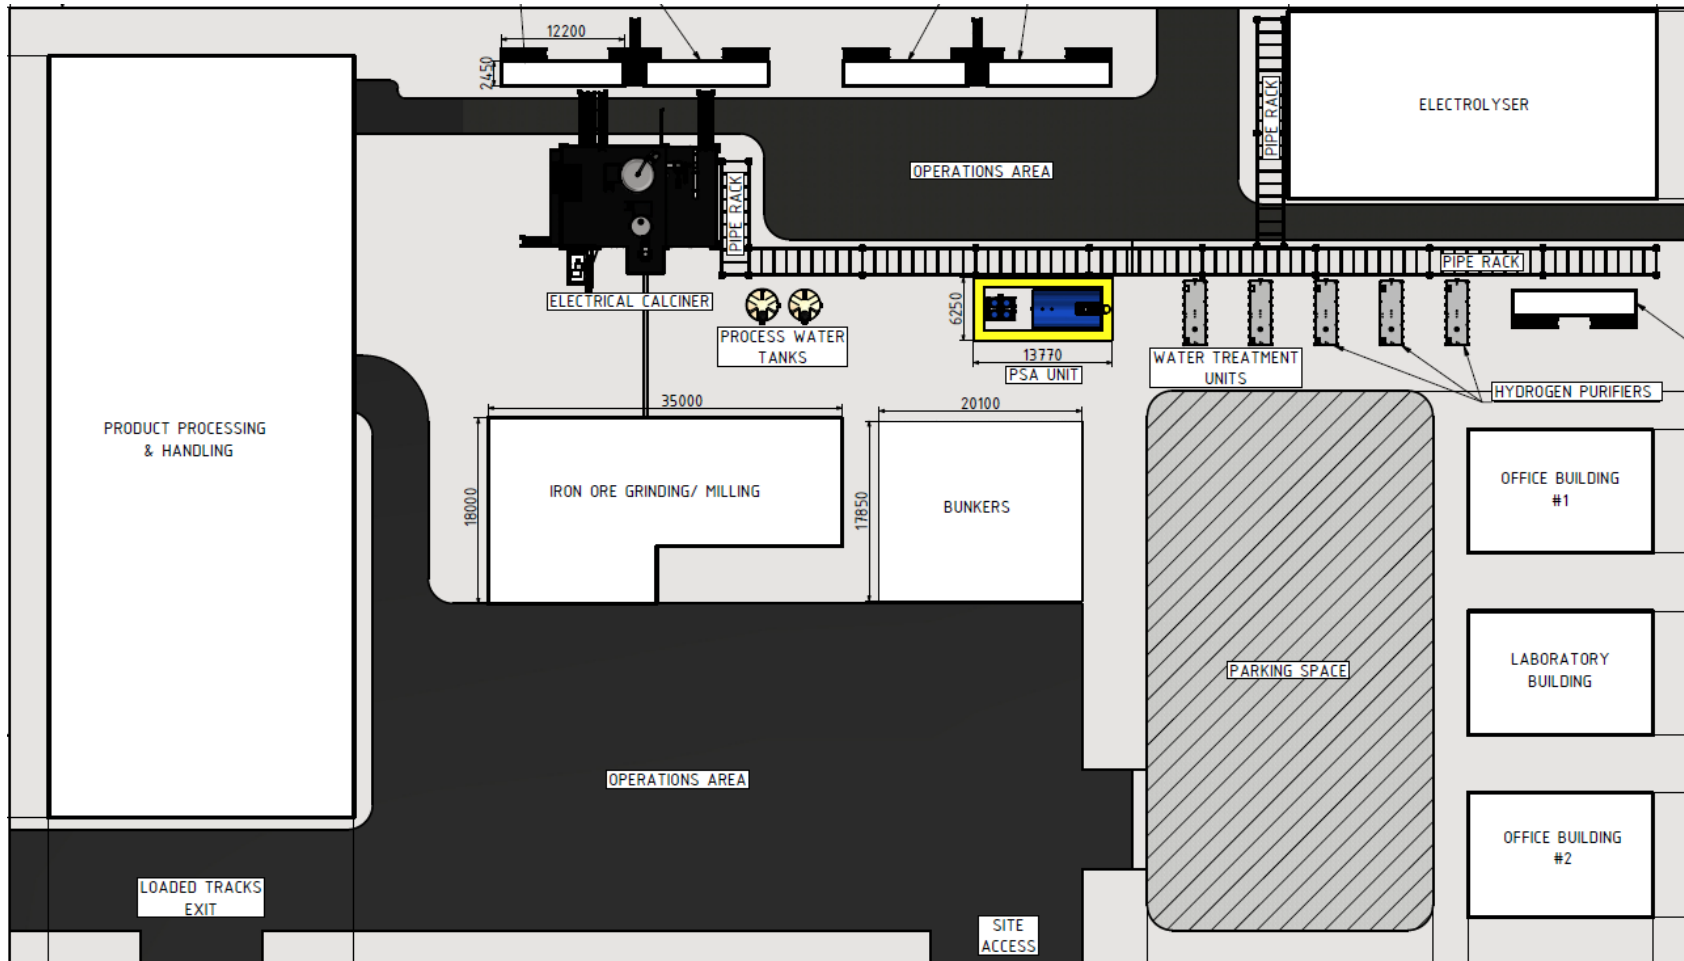 12200
2450
PIPE RACK
ELECTROLYSER
OPERATIONS AREA
PIPE RACK
PIPE RACK
ELECTRICAL CALCINER
PROCESS WATER
TANKS
6250
13770
PSA UNIT
WATER TREATMENT
UNITS
HYDROGEN PURIFIERS
PRODUCT PROCESSING
& HANDLING
35000
18000
IRON ORE GRINDING/ MILLING
20100
17850
BUNKERS
OFFICE BUILDING
#1
PARKING SPACE
LABORATORY
BUILDING
OPERATIONS AREA
OFFICE BUILDING
#2
LOADED TRACKS
EXIT
SITE
ACCESS